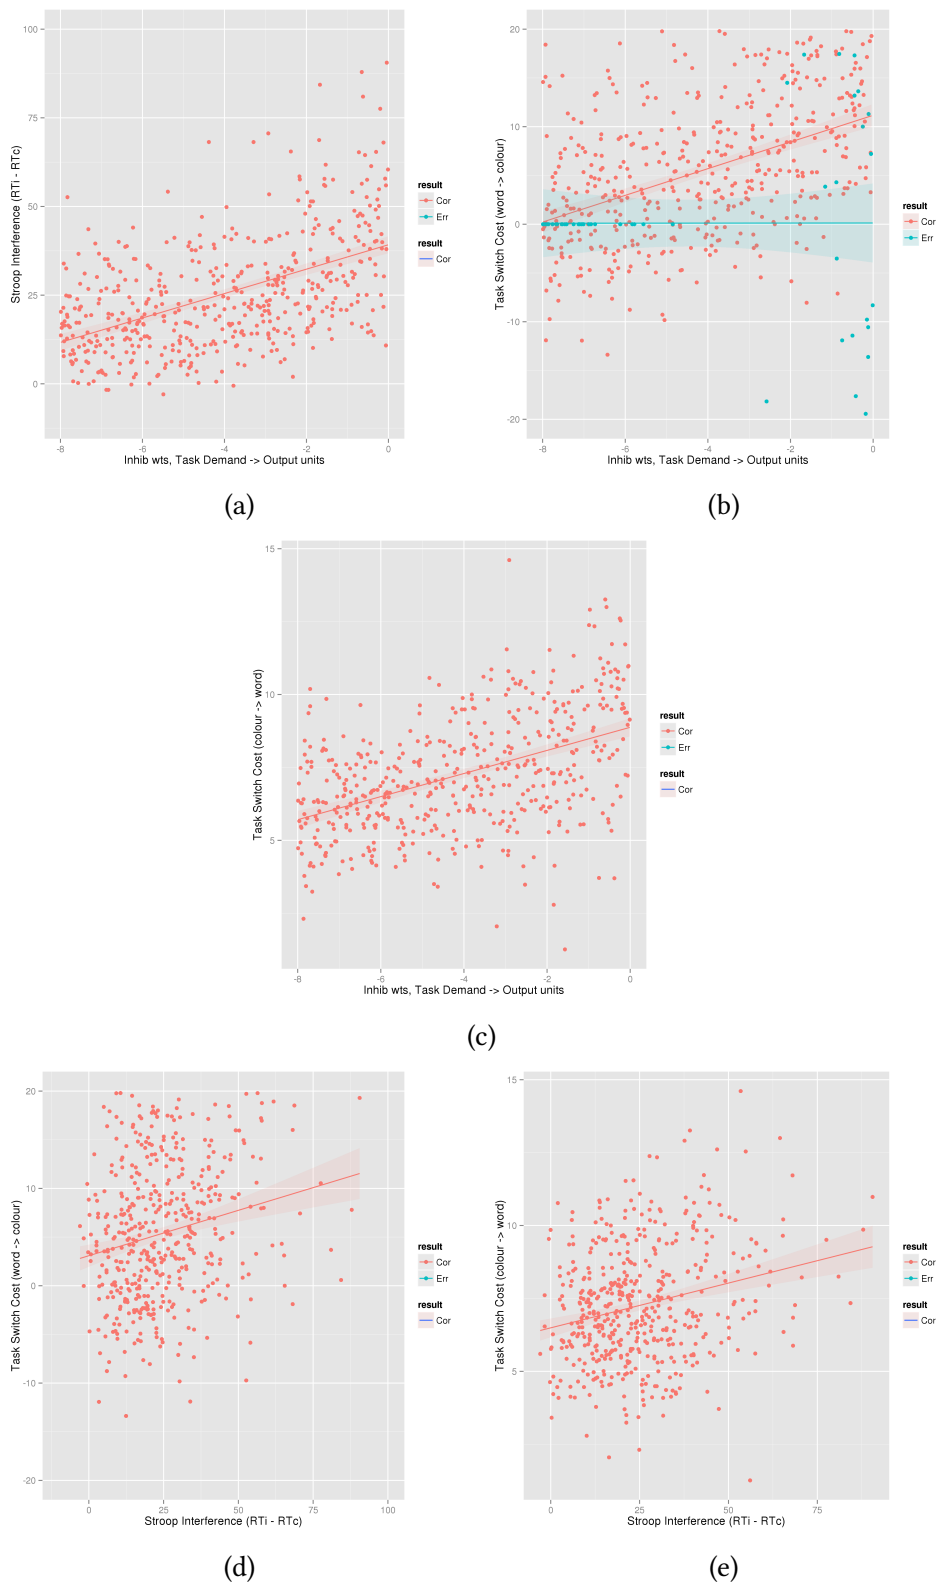 100
75
50
25
0
Stroop Interference (RTi - RTc)
-8
-6
-4
-2
0
Inhib wts, Task Demand -> Output units
result
Cor
Err
result
Cor
(a)
20
10
0
-10
-20
Task Switch Cost (word -> colour)
-8
-6
-4
-2
0
Inhib wts, Task Demand -> Output units
result
Cor
Err
(b)
15
10
5
Task Switch Cost (colour -> word)
-8
-6
-4
-2
0
Inhib wts, Task Demand -> Output units
result
Cor
Err
result
Cor
(c)
20
10
0
-10
-20
Task Switch Cost (word -> colour)
0
25
50
75
100
Stroop Interference (RTi - RTc)
result
Cor
Err
result
Cor
(d)
15
10
5
Task Switch Cost (colour -> word)
0
25
50
75
Stroop Interference (RTi - RTc)
result
Cor
Err
result
Cor
(e)